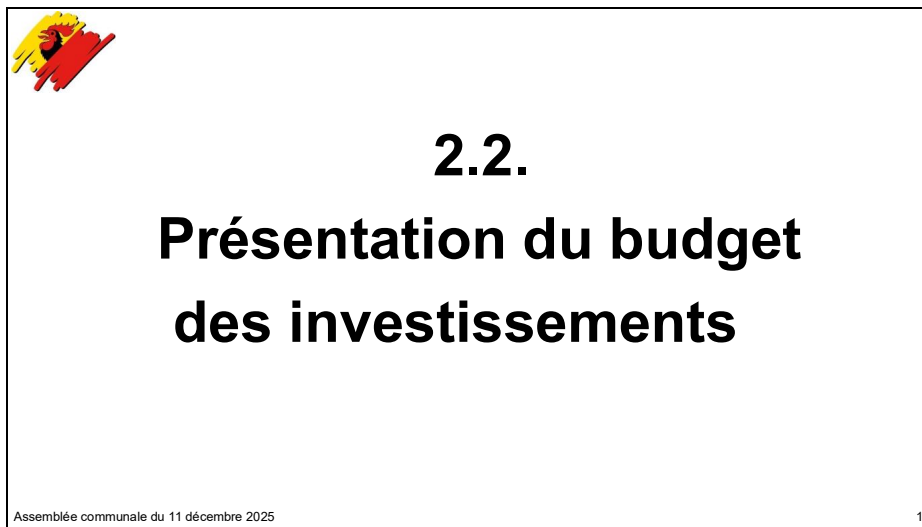 2.2.
Présentation du budget
des investissements
Assemblée communale du 11 décembre 2025
1